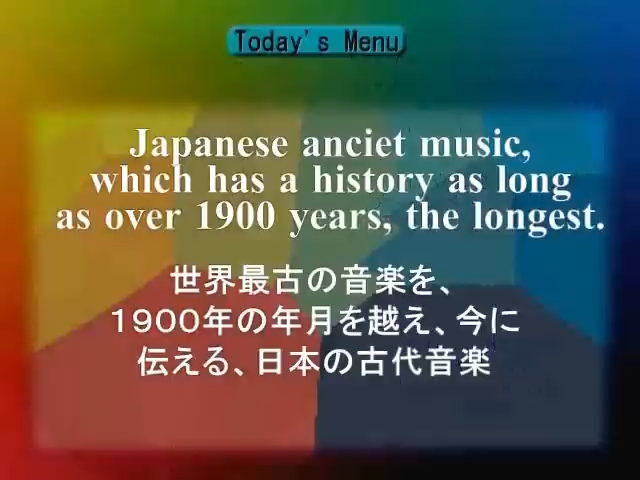 Today's Menu
Japanese anciet music,
which has a history as long
as over 1900 years, the longest.
世界最古の音楽を、
１９００年の年月を越え、今に
伝える、日本の古代音楽